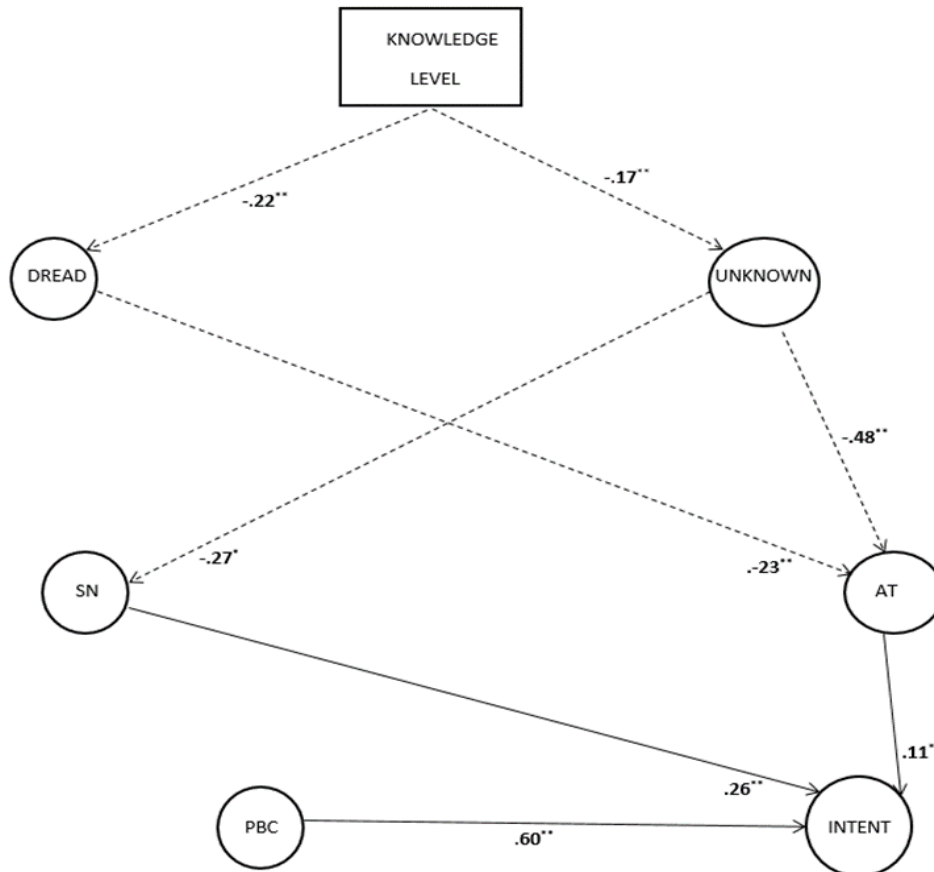 KNOWLEDGE
LEVEL
-.17**
-.22**
DREAD
UNKNOWN
-.48**
-.27*
.-23**
SN
AT
.11*
.26**
PBC
INTENT
.60**